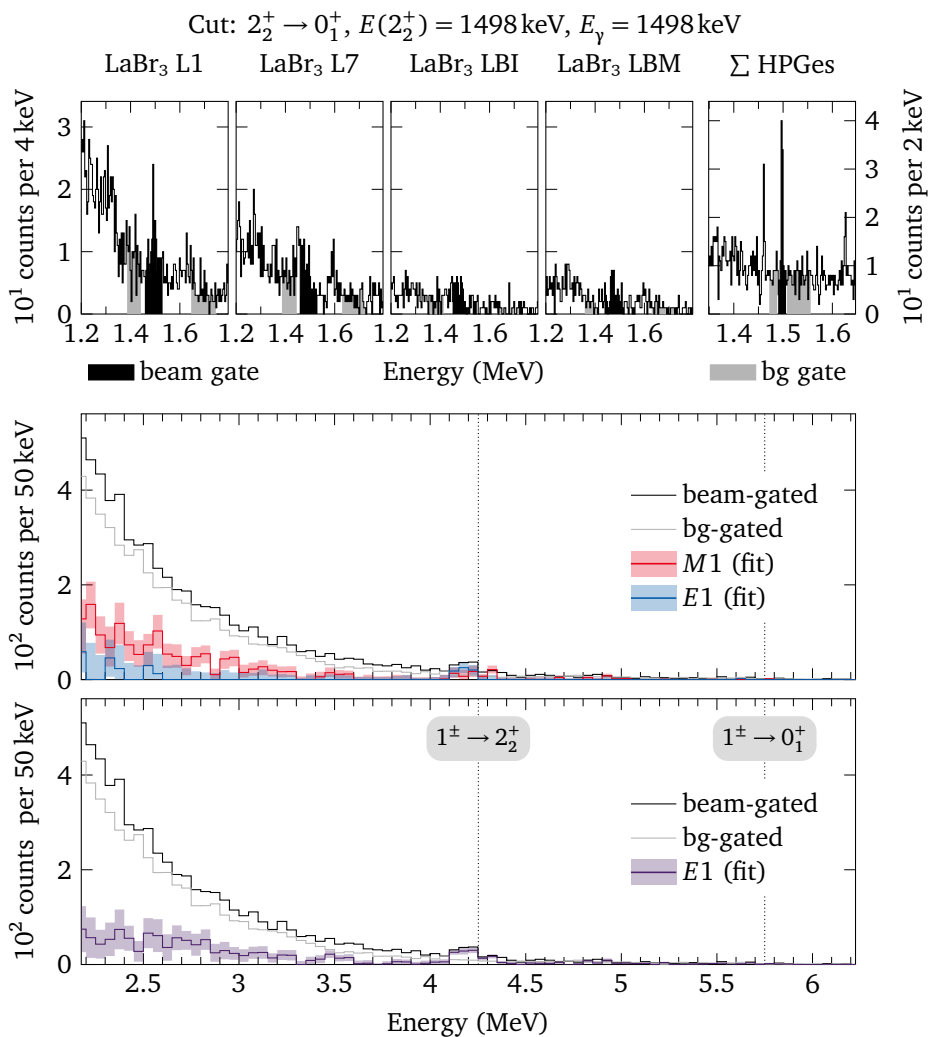 Cut: 2₂⁺ → 0₁⁺, E(2₂⁺) = 1498 keV, Eγ = 1498 keV
LaBr₃ L1 LaBr₃ L7 LaBr₃ LBI LaBr₃ LBM ∑ HPGes
10¹ counts per 4 keV
3
2
1
0
4
3
2
1
0
10¹ counts per 2 keV
1.2 1.4 1.6 1.2 1.4 1.6 1.2 1.4 1.6 1.2 1.4 1.6 1.4 1.5 1.6
beam gate Energy (MeV) bg gate
10² counts per 50 keV
4
2
0
beam-gated
bg-gated
M1 (fit)
E1 (fit)
10² counts per 50 keV
4
2
0
1± → 2₂⁺ 1± → 0₁⁺
beam-gated
bg-gated
E1 (fit)
2.5 3 3.5 4 4.5 5 5.5 6
Energy (MeV)